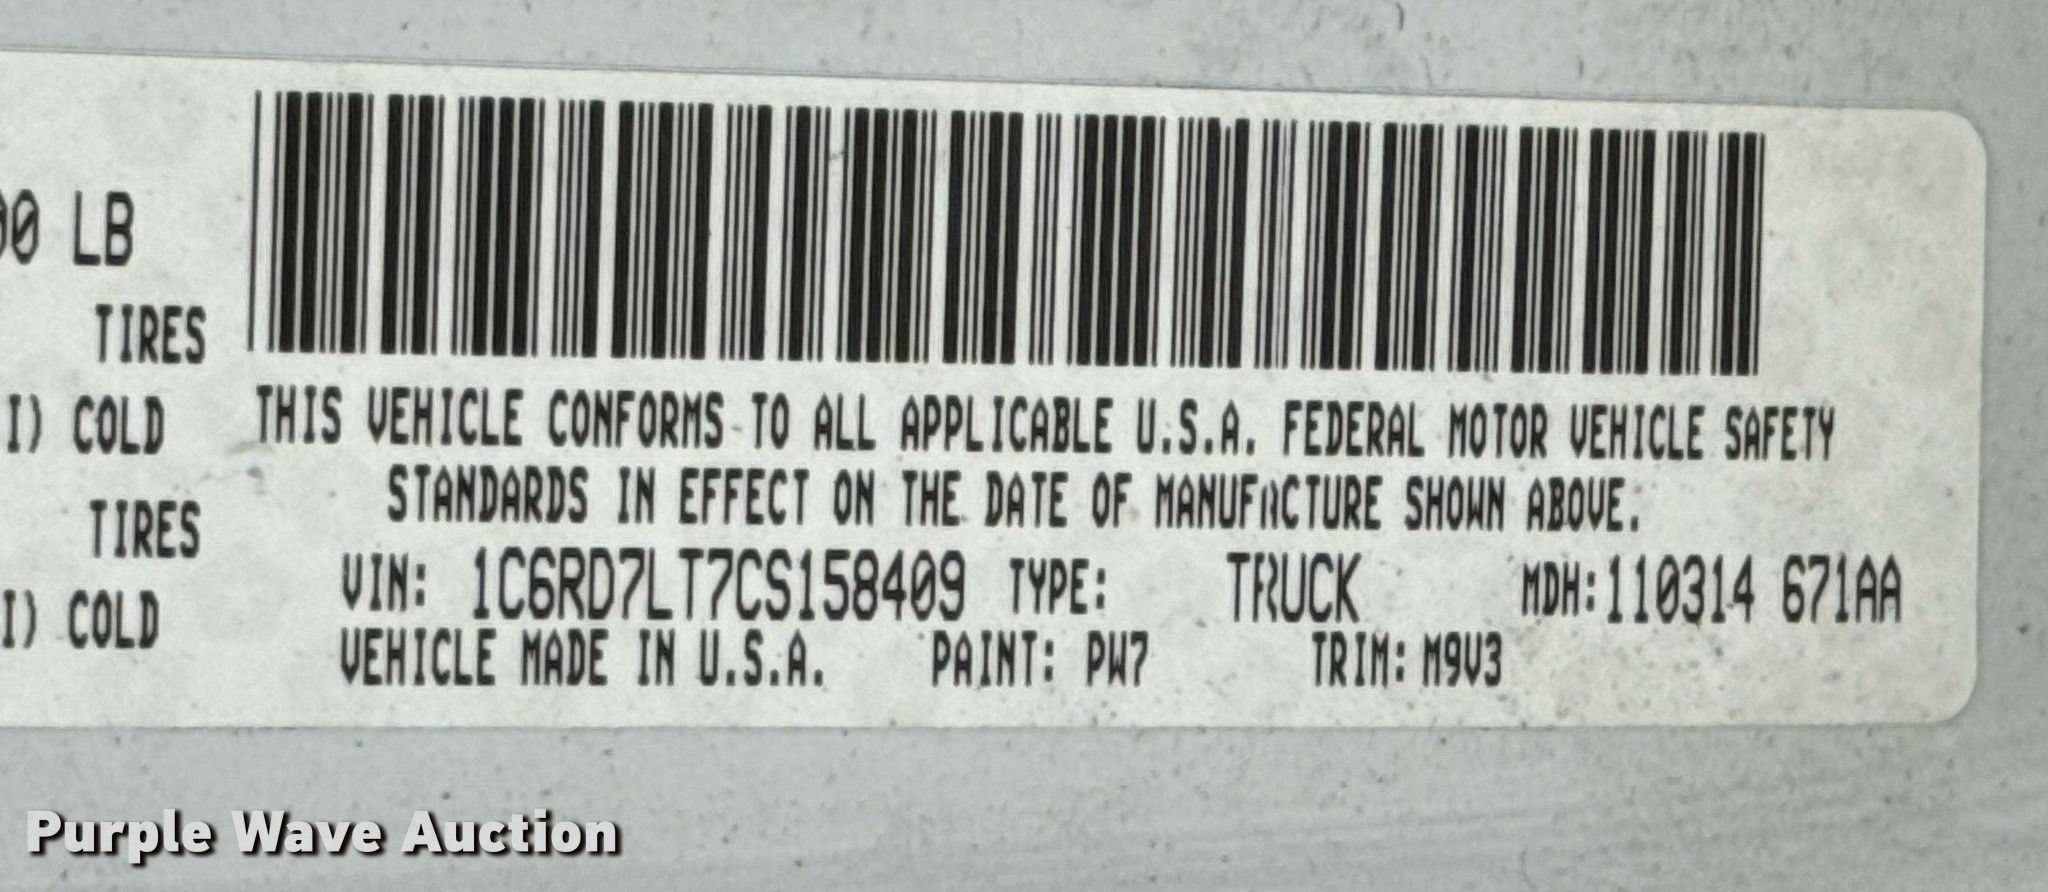 00 LB
TIRES
I) COLD
TIRES
I) COLD
THIS VEHICLE CONFORMS TO ALL APPLICABLE U.S.A. FEDERAL MOTOR VEHICLE SAFETY
STANDARDS IN EFFECT ON THE DATE OF MANUFACTURE SHOWN ABOVE.
VIN: 1C6RD7LT7CS158409 TYPE: TRUCK MDH:110314 671AA
VEHICLE MADE IN U.S.A. PAINT: PW7 TRIM: M9V3
Purple Wave Auction